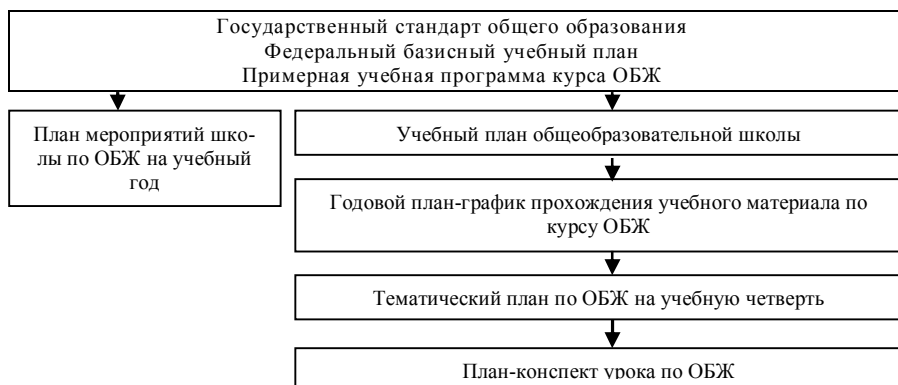 Государственный стандарт общего образования
Федеральный базисный учебный план
Примерная учебная программа курса ОБЖ
План мероприятий шко-
лы по ОБЖ на учебный
год
Учебный план общеобразовательной школы
Годовой план-график прохождения учебного материала по
курсу ОБЖ
Тематический план по ОБЖ на учебную четверть
План-конспект урока по ОБЖ